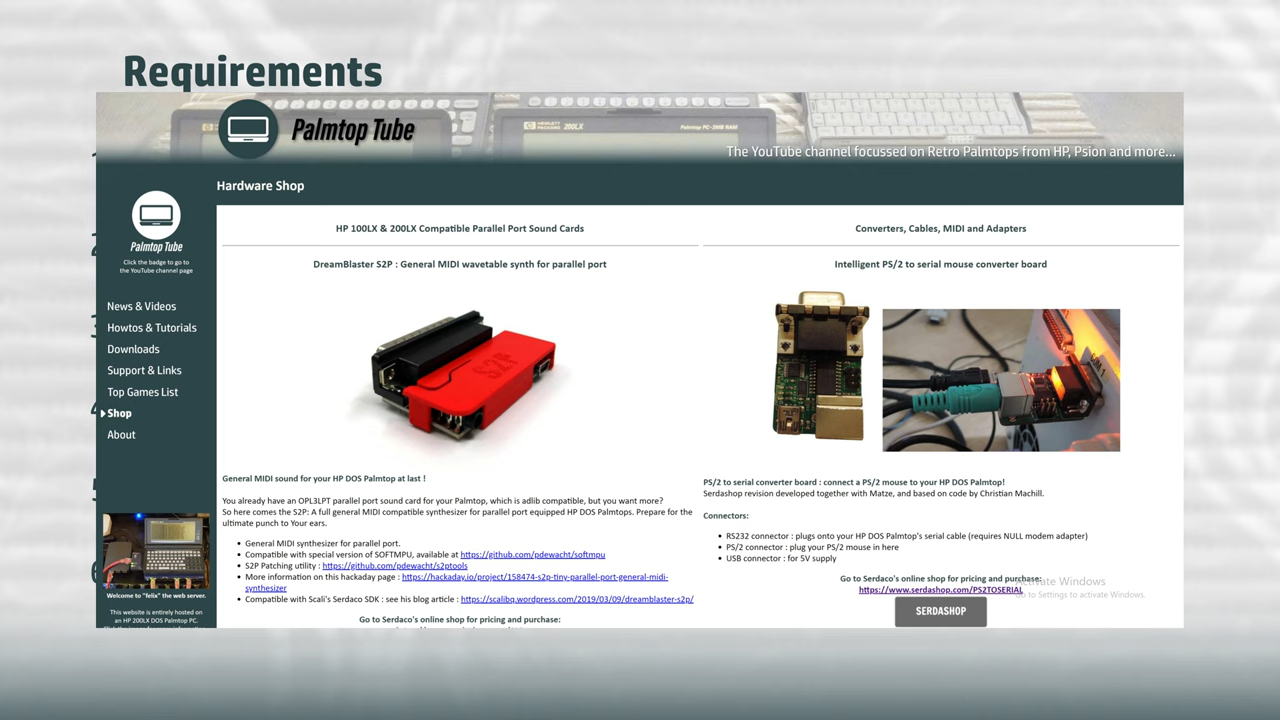 Requirements
Palmtop Tube
HEWLETT PACKARD 200LX
Palmtop PC-2MB RAM
The YouTube channel focussed on Retro Palmtops from HP, Psion and more...
Hardware Shop
Palmtop Tube
Click the badge to go to
the YouTube channel page
News & Videos
Howtos & Tutorials
Downloads
Support & Links
Top Games List
Shop
About
Welcome to "felix" the web server.
This website is entirely hosted on
an HP 200LX DOS Palmtop PC.
HP 100LX & 200LX Compatible Parallel Port Sound Cards
DreamBlaster S2P : General MIDI wavetable synth for parallel port
S2P
General MIDI sound for your HP DOS Palmtop at last !
You already have an OPL3LPT parallel port sound card for your Palmtop, which is adlib compatible, but you want more?
So here comes the S2P: A full general MIDI compatible synthesizer for parallel port equipped HP DOS Palmtops. Prepare for the
ultimate punch to Your ears.
General MIDI synthesizer for parallel port.
Compatible with special version of SOFTMPU, available at https://github.com/pdewacht/softmpu
S2P Patching utility : https://github.com/pdewacht/s2ptools
More information on this hackaday page : https://hackaday.io/project/158474-s2p-tiny-parallel-port-general-midi-
synthesizer
Compatible with Scali's Serdaco SDK : see his blog article : https://scalibq.wordpress.com/2019/03/09/dreamblaster-s2p/
Go to Serdaco's online shop for pricing and purchase:
Converters, Cables, MIDI and Adapters
Intelligent PS/2 to serial mouse converter board
PS/2 to serial converter board : connect a PS/2 mouse to your HP DOS Palmtop!
Serdashop revision developed together with Matze, and based on code by Christian Machill.
Connectors:
RS232 connector : plugs onto your HP DOS Palmtop's serial cable (requires NULL modem adapter)
PS/2 connector : plug your PS/2 mouse in here
USB connector : for 5V supply
Go to Serdaco's online shop for pricing and purchase:
https://www.serdashop.com/PS2TOSERIAL
SERDASHOP
Activate Windows
Go to Settings to activate Windows.